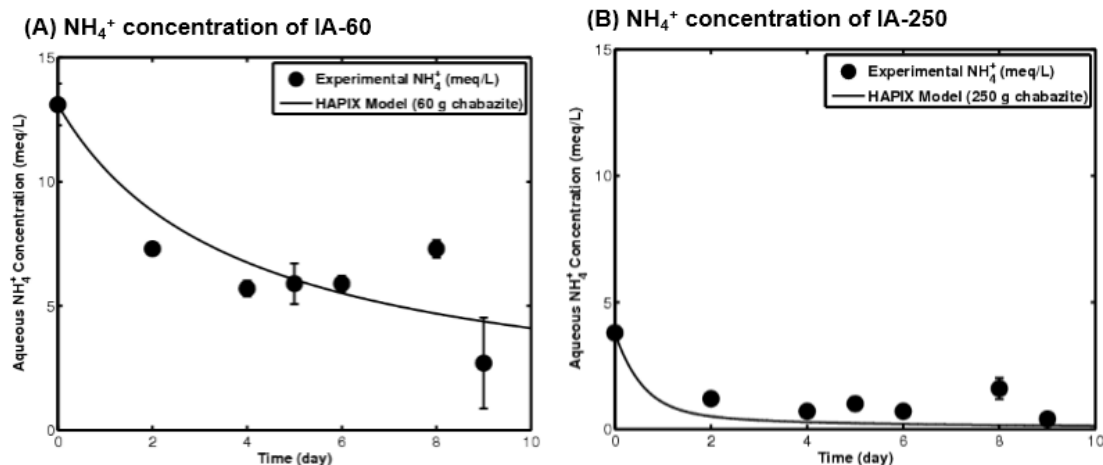 (A) NH₄⁺ concentration of IA-60
15
10
5
0
0 2 4 6 8 10
Aqueous NH₄⁺ Concentration (meq/L)
Time (day)
Experimental NH₄⁺ (meq/L)
HAPIX Model (60 g chabazite)
(B) NH₄⁺ concentration of IA-250
15
10
5
0
0 2 4 6 8 10
Aqueous NH₄⁺ Concentration (meq/L)
Time (day)
Experimental NH₄⁺ (meq/L)
HAPIX Model (250 g chabazite)